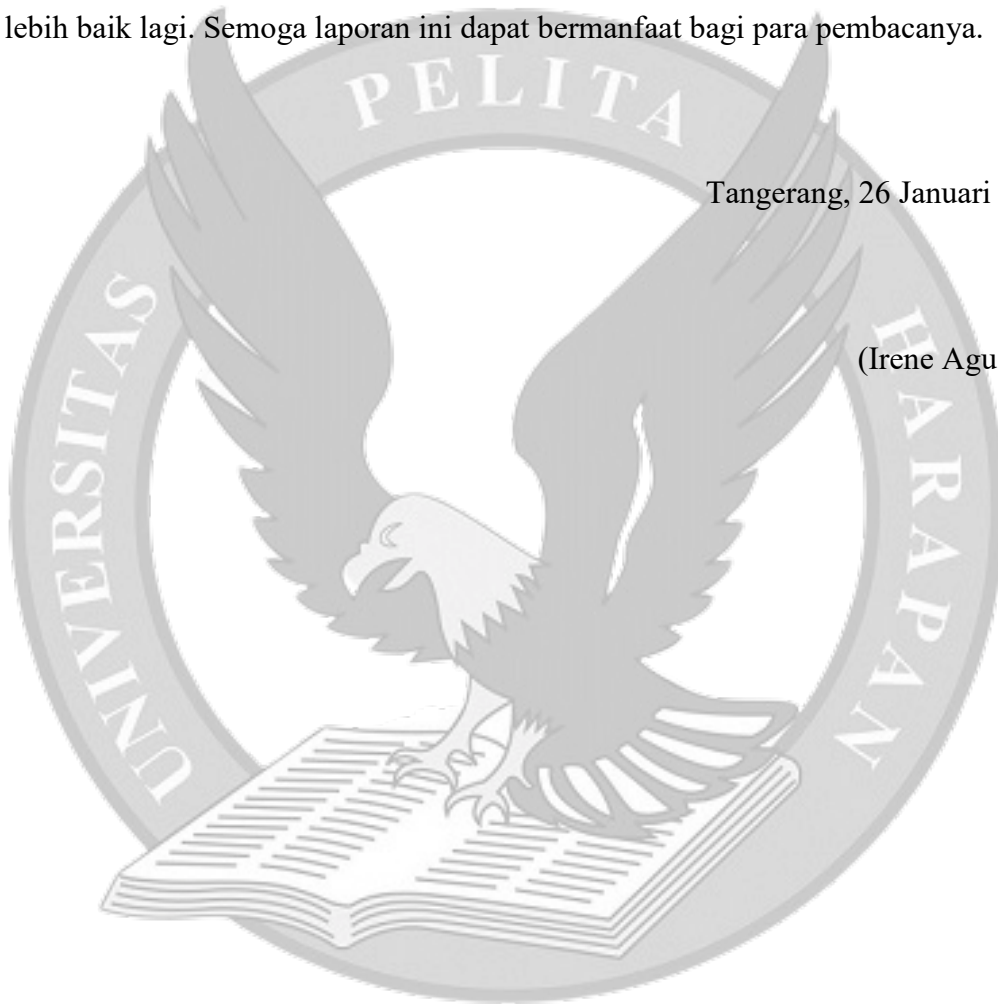 lebih baik lagi. Semoga laporan ini dapat bermanfaat bagi para pembacanya.
PELITA
Tangerang, 26 Januari
UNIVERSITAS
HARAPAN
(Irene Agu